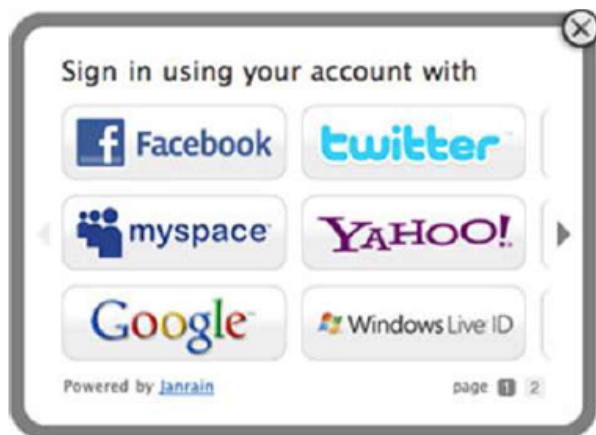 Sign in using your account with
f Facebook twitter
myspace YAHOO!
Google Windows Live ID
Powered by Janrain page 1 2